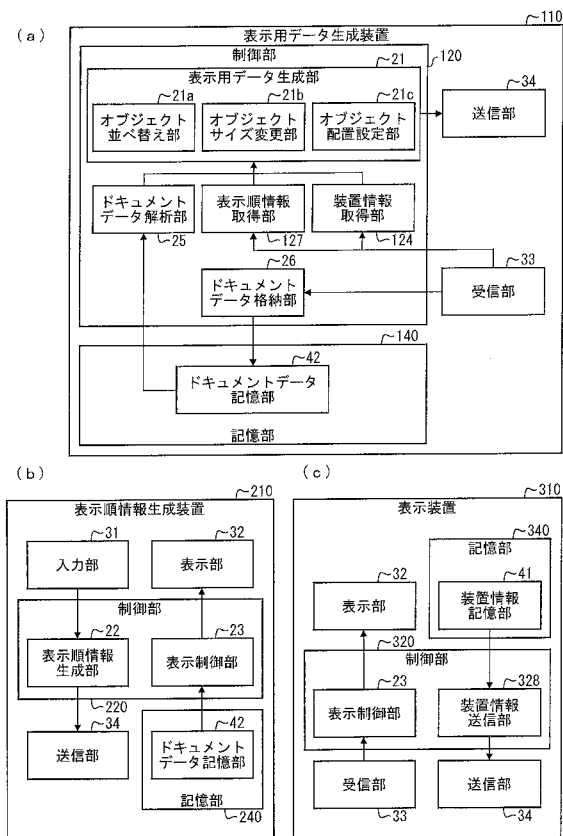 (a)
110
表示用データ生成装置
120
制御部
21
表示用データ生成部
21a
オブジェクト
並べ替え部
21b
オブジェクト
サイズ変更部
21c
オブジェクト
配置設定部
34
送信部
ドキュメント
データ解析部
25
表示順情報
取得部
127
装置情報
取得部
124
26
ドキュメント
データ格納部
33
受信部
140
42
ドキュメントデータ
記憶部
記憶部
(b)
210
表示順情報生成装置
31
入力部
32
表示部
制御部
22
表示順情報
生成部
23
表示制御部
220
34
送信部
42
ドキュメント
データ記憶部
記憶部
240
(c)
310
表示装置
340
記憶部
41
装置情報
記憶部
32
表示部
320
制御部
23
表示制御部
328
装置情報
送信部
受信部
33
送信部
34